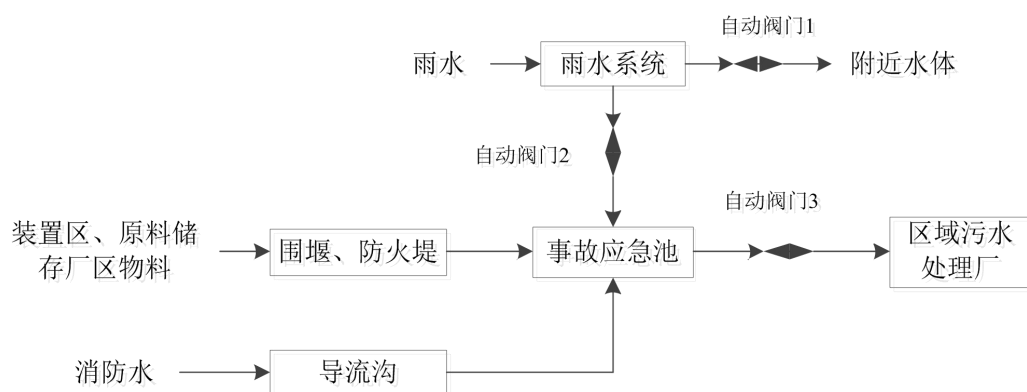 自动阀门1
雨水
雨水系统
附近水体
自动阀门2
自动阀门3
装置区、原料储
存厂区物料
围堰、防火堤
事故应急池
区域污水
处理厂
消防水
导流沟